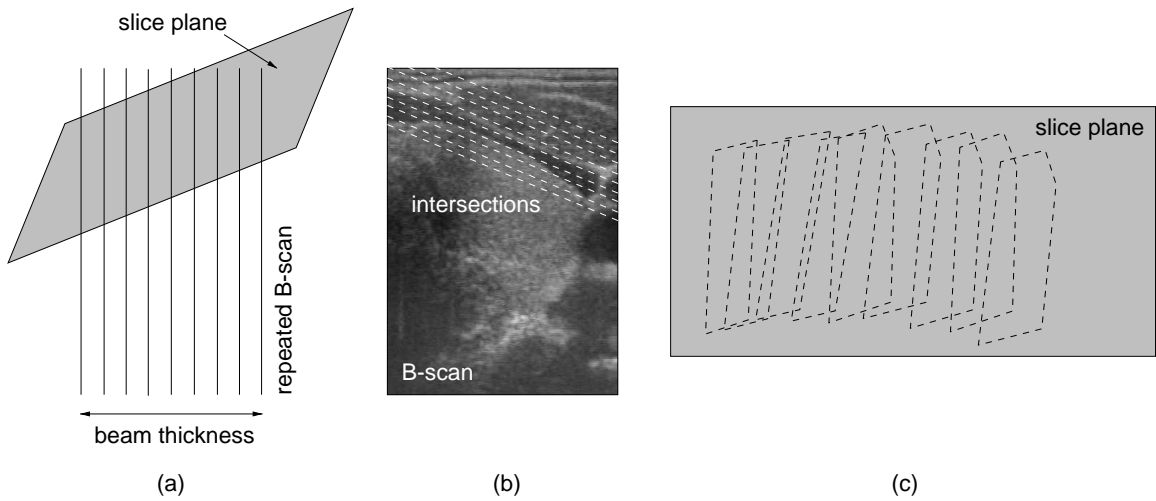 slice plane
repeated B-scan
beam thickness
(a)
intersections
B-scan
(b)
slice plane
(c)